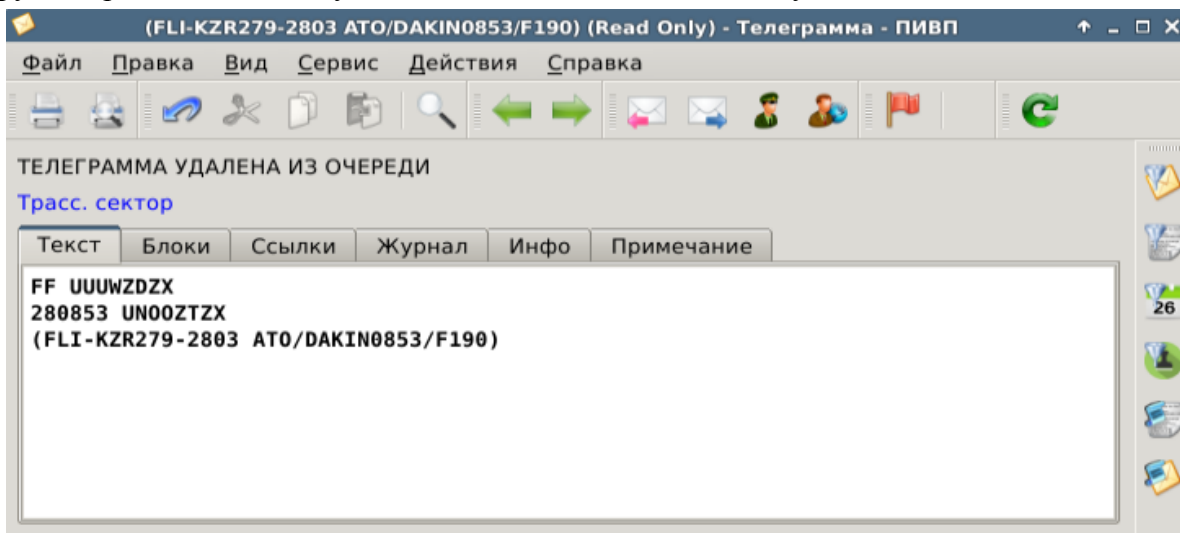 (FLI-KZR279-2803 ATO/DAKIN0853/F190) (Read Only) - Телеграмма - ПИВП
Файл Правка Вид Сервис Действия Справка
ТЕЛЕГРАММА УДАЛЕНА ИЗ ОЧЕРЕДИ
Трасс. сектор
Текст Блоки Ссылки Журнал Инфо Примечание
FF UUUWZDZX
280853 UNOOZTZX
(FLI-KZR279-2803 ATO/DAKIN0853/F190)
26